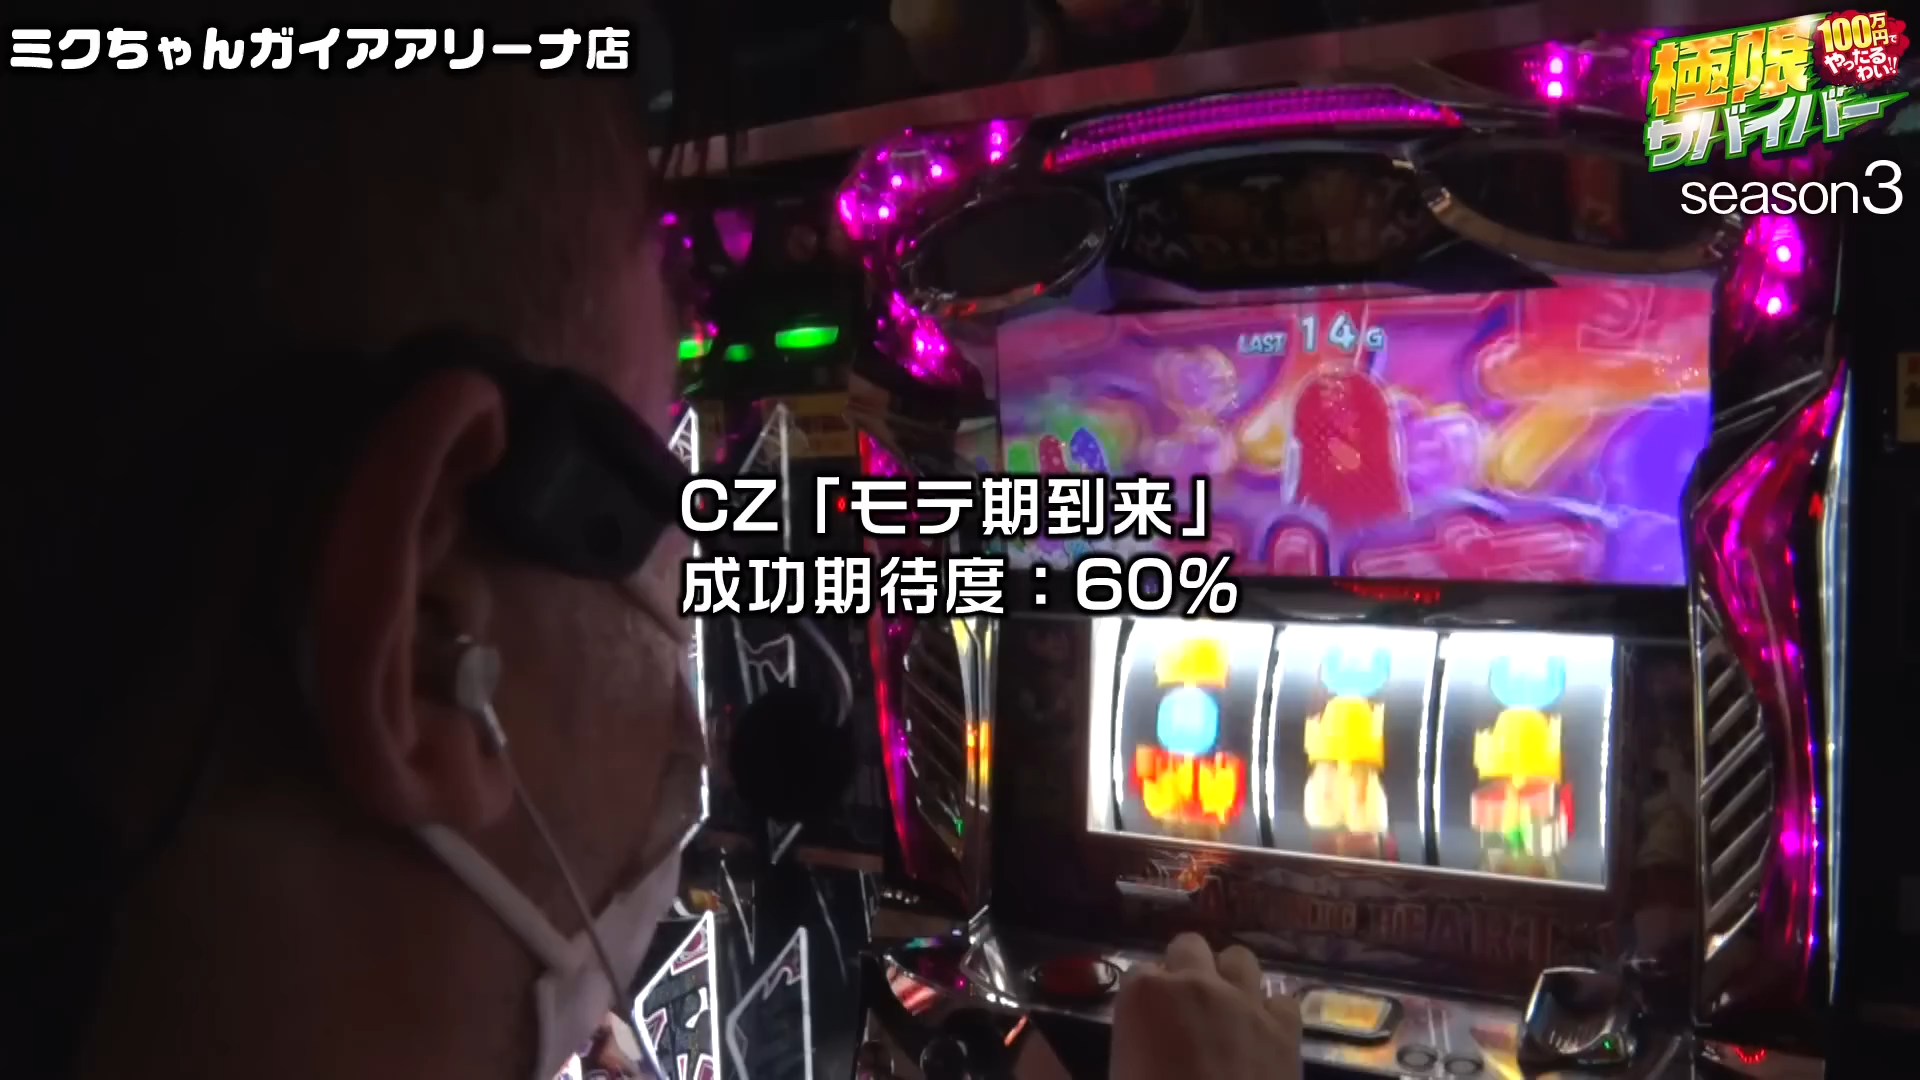 ミクちゃんガイアアリーナ店
極限
サバイバー
100万円で
やったる
わい!!
season3
LAST 14G
CZ「モテ期到来」
成功期待度：60%